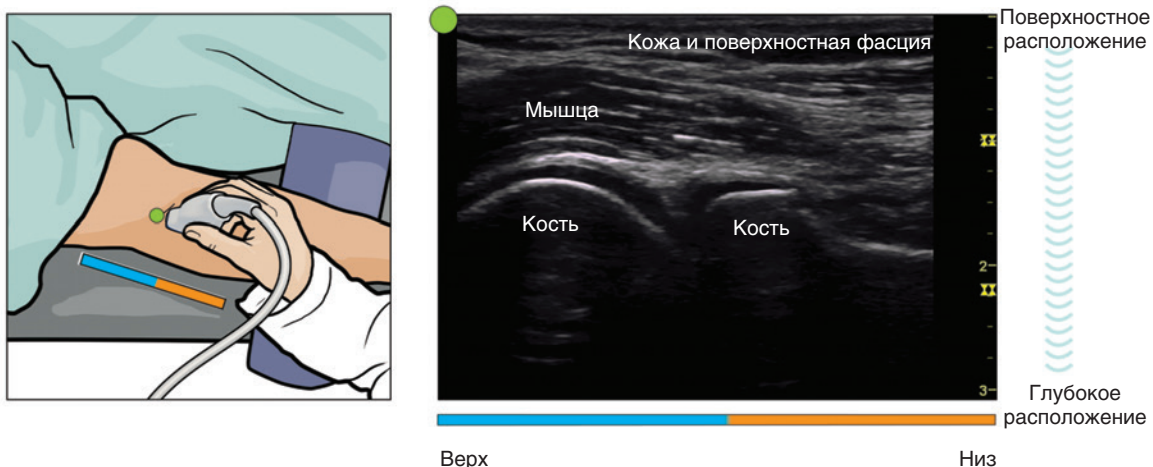 Поверхностное
расположение
Кожа и поверхностная фасция
Мышца
Кость
Кость
2
3
Глубокое
расположение
Верх
Низ